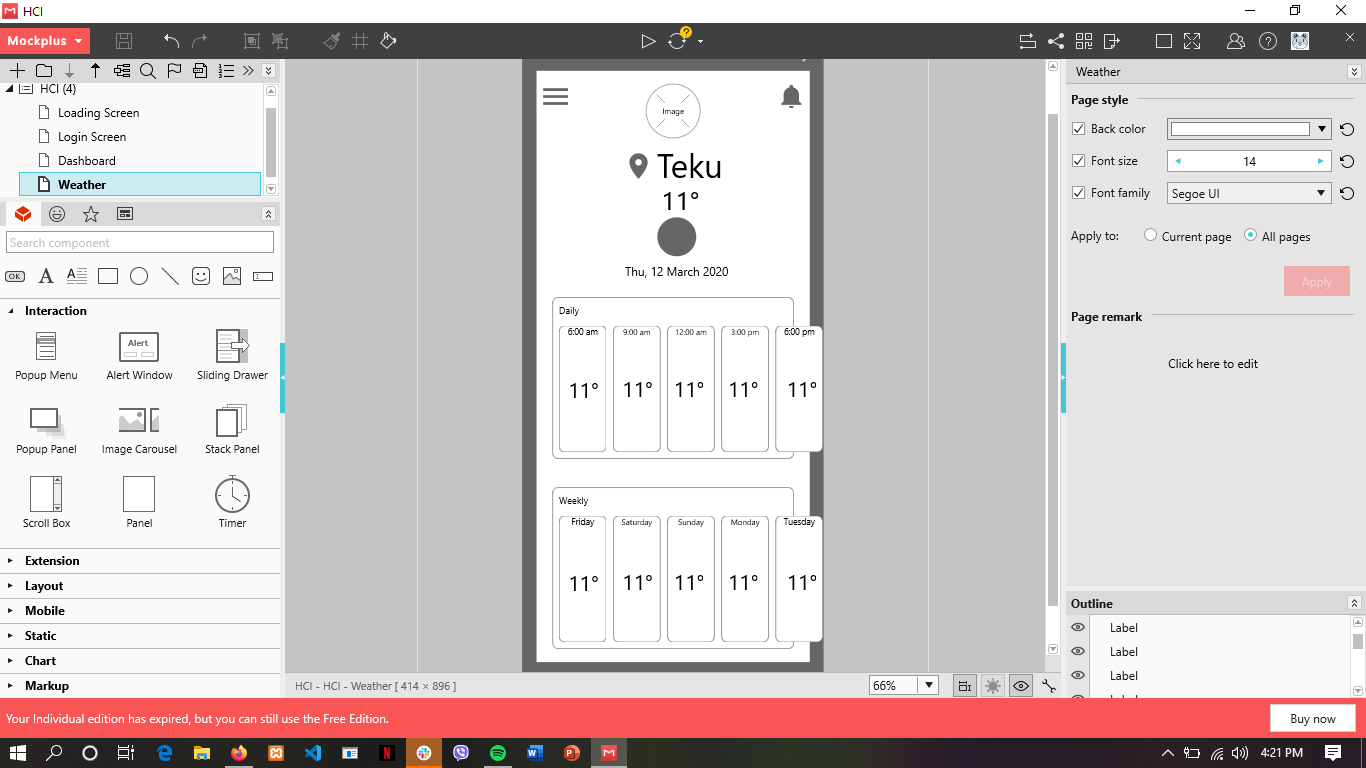 HCI
Mockplus
HCI (4)
Loading Screen
Login Screen
Dashboard
Weather
Search component
OK
A
A
Interaction
Popup Menu
Alert
Alert Window
Sliding Drawer
Popup Panel
Image Carousel
Stack Panel
Scroll Box
Panel
Timer
Extension
Layout
Mobile
Static
Chart
Markup
Image
Teku
11°
Thu, 12 March 2020
Daily
6:00 am 9:00 am 12:00 am 3:00 pm 6:00 pm
11° 11° 11° 11° 11°
Weekly
Friday Saturday Sunday Monday Tuesday
11° 11° 11° 11° 11°
HCI - HCI - Weather [ 414 × 896 ]
66%
Weather
Page style
Back color
Font size
14
Font family
Segoe UI
Apply to:
Current page
All pages
Apply
Page remark
Click here to edit
Outline
Label
Label
Label
Your Individual edition has expired, but you can still use the Free Edition.
Buy now
4:21 PM